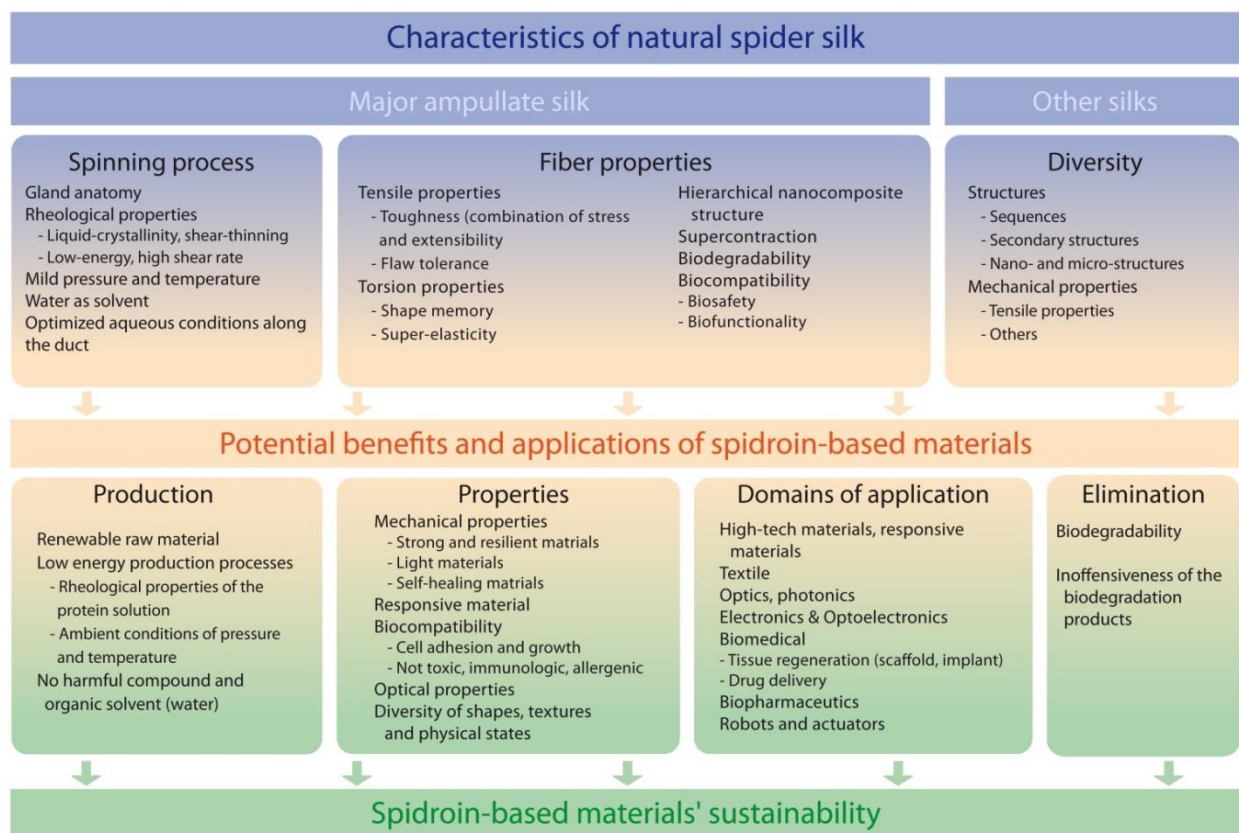 Characteristics of natural spider silk
Major ampullate silk
Other silks
Spinning process
Gland anatomy
Rheological properties
- Liquid-crystallinity, shear-thinning
- Low-energy, high shear rate
Mild pressure and temperature
Water as solvent
Optimized aqueous conditions along
the duct
Fiber properties
Tensile properties
- Toughness (combination of stress
and extensibility
- Flaw tolerance
Torsion properties
- Shape memory
- Super-elasticity
Hierarchical nanocomposite
structure
Supercontraction
Biodegradability
Biocompatibility
- Biosafety
- Biofunctionality
Diversity
Structures
- Sequences
- Secondary structures
- Nano- and micro-structures
Mechanical properties
- Tensile properties
- Others
Potential benefits and applications of spidroin-based materials
Production
Renewable raw material
Low energy production processes
- Rheological properties of the
protein solution
- Ambient conditions of pressure
and temperature
No harmful compound and
organic solvent (water)
Properties
Mechanical properties
- Strong and resilient matrials
- Light materials
- Self-healing matrials
Responsive material
Biocompatibility
- Cell adhesion and growth
- Not toxic, immunologic, allergenic
Optical properties
Diversity of shapes, textures
and physical states
Domains of application
High-tech materials, responsive
materials
Textile
Optics, photonics
Electronics & Optoelectronics
Biomedical
- Tissue regeneration (scaffold, implant)
- Drug delivery
Biopharmaceutics
Robots and actuators
Elimination
Biodegradability
Inoffensiveness of the
biodegradation
products
Spidroin-based materials' sustainability